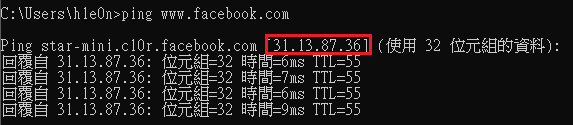 C:\Users\h1e0n>ping www.facebook.com
Ping star-mini.c10r.facebook.com [31.13.87.36] (使用 32 位元組的資料):
回覆自 31.13.87.36: 位元組=32 時間=6ms TTL=55
回覆自 31.13.87.36: 位元組=32 時間=7ms TTL=55
回覆自 31.13.87.36: 位元組=32 時間=6ms TTL=55
回覆自 31.13.87.36: 位元組=32 時間=9ms TTL=55